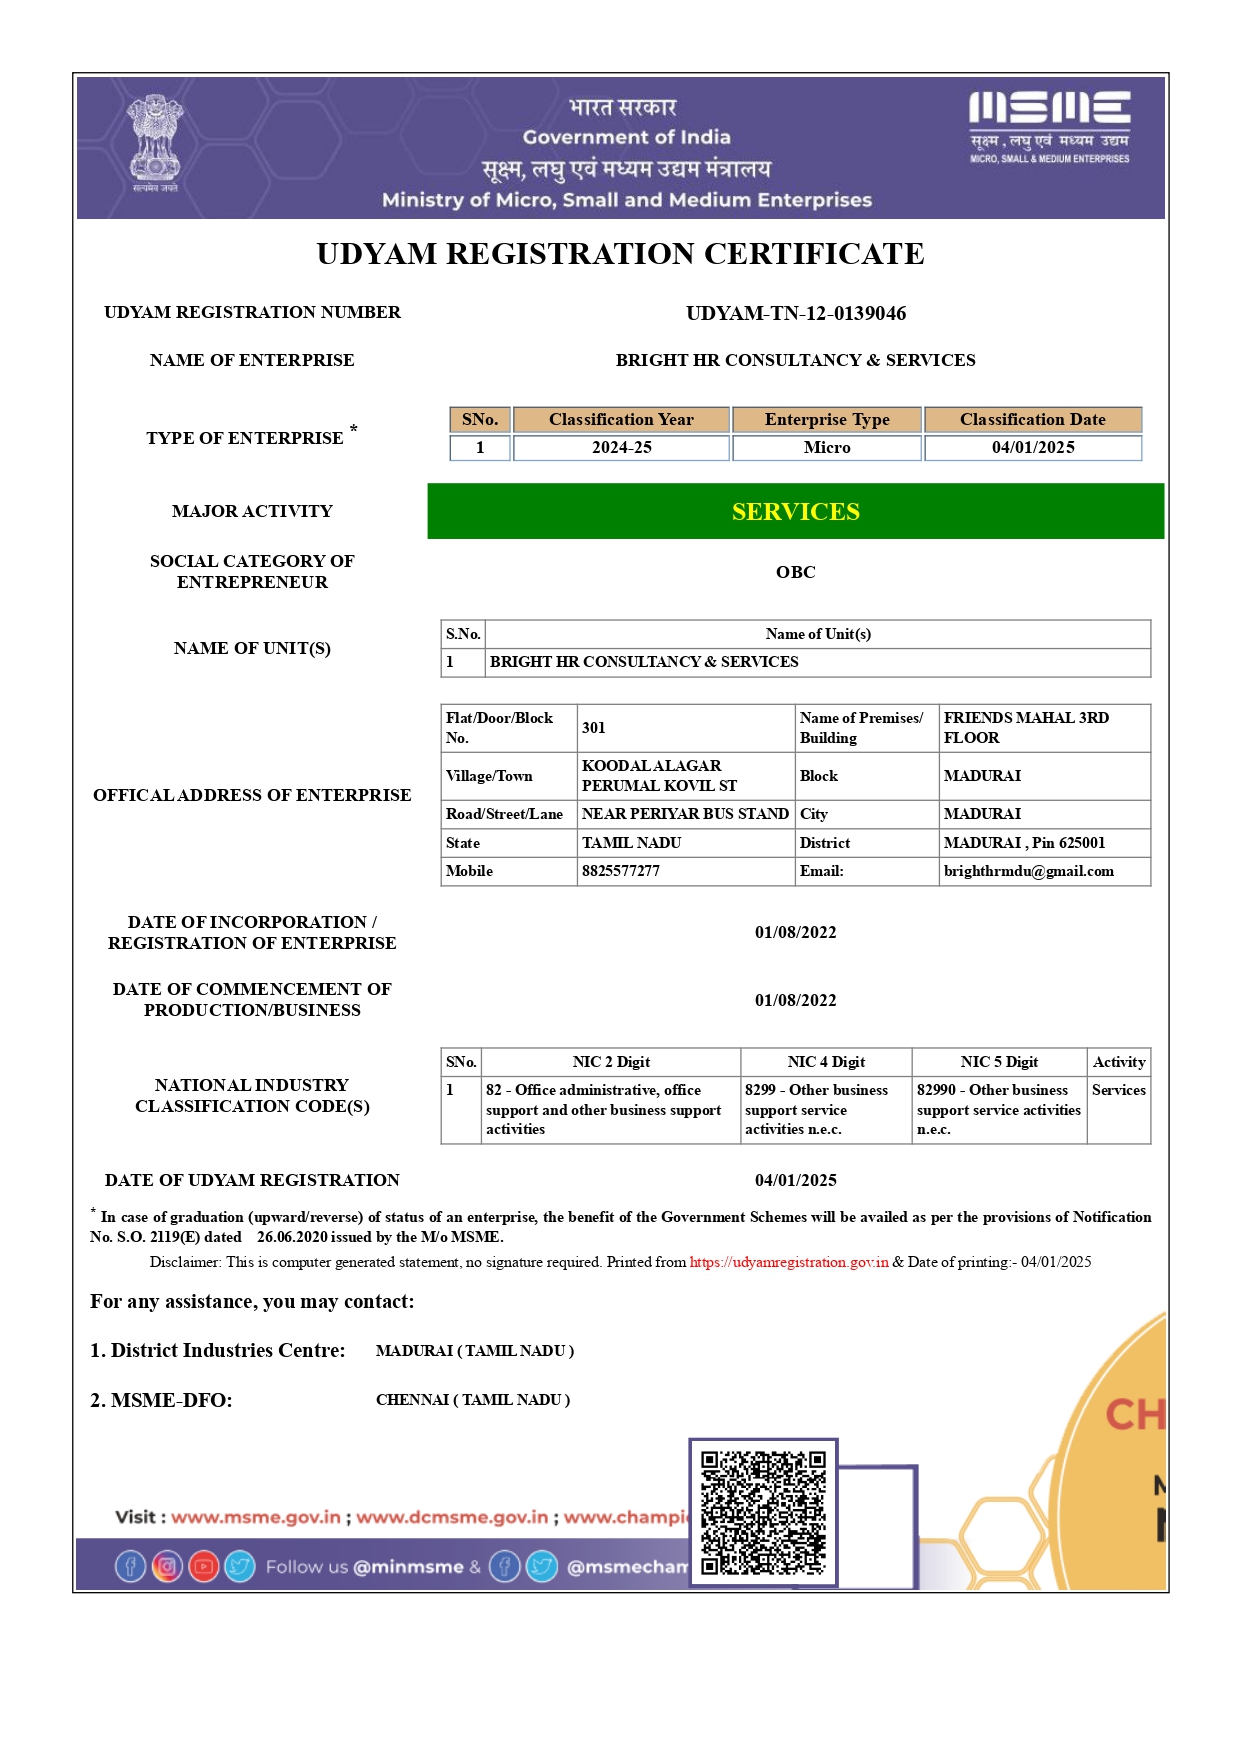 भारत सरकार
Government of India
सूक्ष्म, लघु एवं मध्यम उद्यम मंत्रालय
Ministry of Micro, Small and Medium Enterprises
सत्यमेव जयते
MSME
सूक्ष्म , लघु एवं मध्यम उद्यम
MICRO, SMALL & MEDIUM ENTERPRISES
UDYAM REGISTRATION CERTIFICATE
UDYAM REGISTRATION NUMBER UDYAM-TN-12-0139046
NAME OF ENTERPRISE BRIGHT HR CONSULTANCY & SERVICES
TYPE OF ENTERPRISE *
SNo. Classification Year Enterprise Type Classification Date
1 2024-25 Micro 04/01/2025
MAJOR ACTIVITY SERVICES
SOCIAL CATEGORY OF
ENTREPRENEUR
OBC
NAME OF UNIT(S)
S.No. Name of Unit(s)
1 BRIGHT HR CONSULTANCY & SERVICES
OFFICAL ADDRESS OF ENTERPRISE
Flat/Door/Block
No.
301
Name of Premises/
Building
FRIENDS MAHAL 3RD
FLOOR
Village/Town
KOODAL ALAGAR
PERUMAL KOVIL ST
Block MADURAI
Road/Street/Lane NEAR PERIYAR BUS STAND City MADURAI
State TAMIL NADU District MADURAI , Pin 625001
Mobile 8825577277 Email: brighthrmdu@gmail.com
DATE OF INCORPORATION /
REGISTRATION OF ENTERPRISE
01/08/2022
DATE OF COMMENCEMENT OF
PRODUCTION/BUSINESS
01/08/2022
NATIONAL INDUSTRY
CLASSIFICATION CODE(S)
SNo. NIC 2 Digit NIC 4 Digit NIC 5 Digit Activity
1
82 - Office administrative, office
support and other business support
activities
8299 - Other business
support service
activities n.e.c.
82990 - Other business
support service activities
n.e.c.
Services
DATE OF UDYAM REGISTRATION 04/01/2025
* In case of graduation (upward/reverse) of status of an enterprise, the benefit of the Government Schemes will be availed as per the provisions of Notification
No. S.O. 2119(E) dated 26.06.2020 issued by the M/o MSME.
Disclaimer: This is computer generated statement, no signature required. Printed from https://udyamregistration.gov.in & Date of printing:- 04/01/2025
For any assistance, you may contact:
1. District Industries Centre: MADURAI ( TAMIL NADU )
2. MSME-DFO: CHENNAI ( TAMIL NADU )
CH
M
Visit : www.msme.gov.in ; www.dcmsme.gov.in ; www.champi
Follow us @minmsme & @msmecham